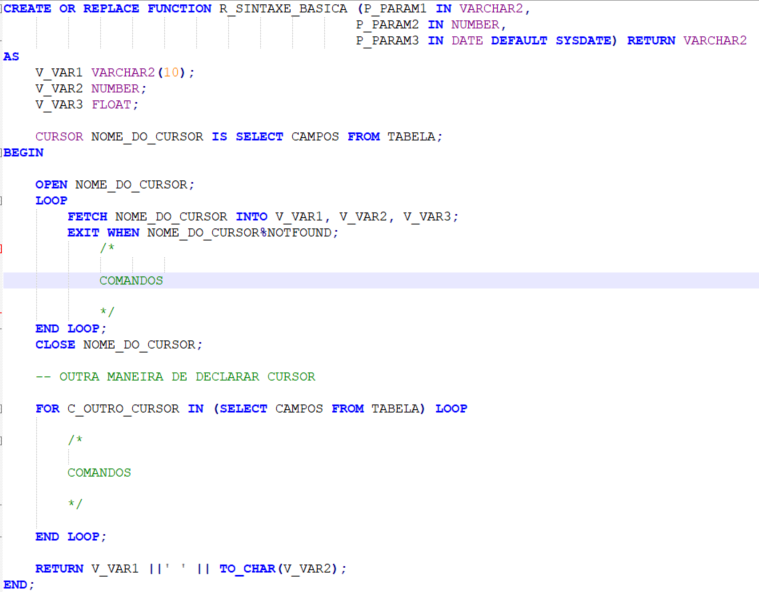 CREATE OR REPLACE FUNCTION R_SINTAXE_BASICA (P_PARAM1 IN VARCHAR2,
P_PARAM2 IN NUMBER,
P_PARAM3 IN DATE DEFAULT SYSDATE) RETURN VARCHAR2
AS
V_VAR1 VARCHAR2(10);
V_VAR2 NUMBER;
V_VAR3 FLOAT;
CURSOR NOME_DO_CURSOR IS SELECT CAMPOS FROM TABELA;
BEGIN
OPEN NOME_DO_CURSOR;
LOOP
FETCH NOME_DO_CURSOR INTO V_VAR1, V_VAR2, V_VAR3;
EXIT WHEN NOME_DO_CURSOR%NOTFOUND;
/*
COMANDOS
*/
END LOOP;
CLOSE NOME_DO_CURSOR;
-- OUTRA MANEIRA DE DECLARAR CURSOR
FOR C_OUTRO_CURSOR IN (SELECT CAMPOS FROM TABELA) LOOP
/*
COMANDOS
*/
END LOOP;
RETURN V_VAR1 ||' ' || TO_CHAR(V_VAR2);
END;